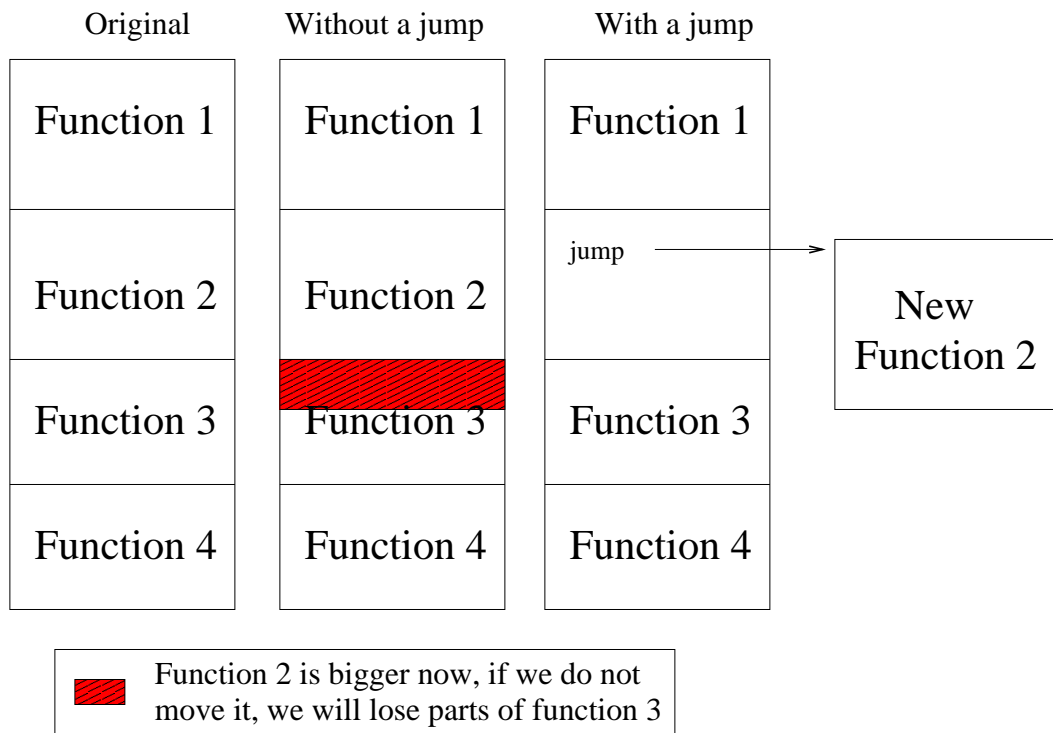 Original
Without a jump
With a jump
Function 1
Function 1
Function 1
Function 2
Function 2
jump
New
Function 2
Function 3
Function 3
Function 3
Function 4
Function 4
Function 4
Function 2 is bigger now, if we do not
move it, we will lose parts of function 3